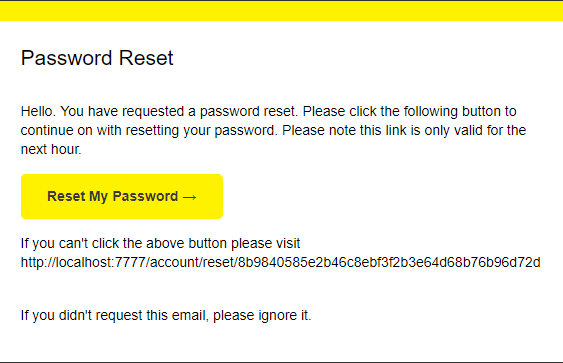 Password Reset
Hello. You have requested a password reset. Please click the following button to
continue on with resetting your password. Please note this link is only valid for the
next hour.
Reset My Password →
If you can't click the above button please visit
http://localhost:7777/account/reset/8b9840585e2b46c8ebf3f2b3e64d68b76b96d72d
If you didn't request this email, please ignore it.